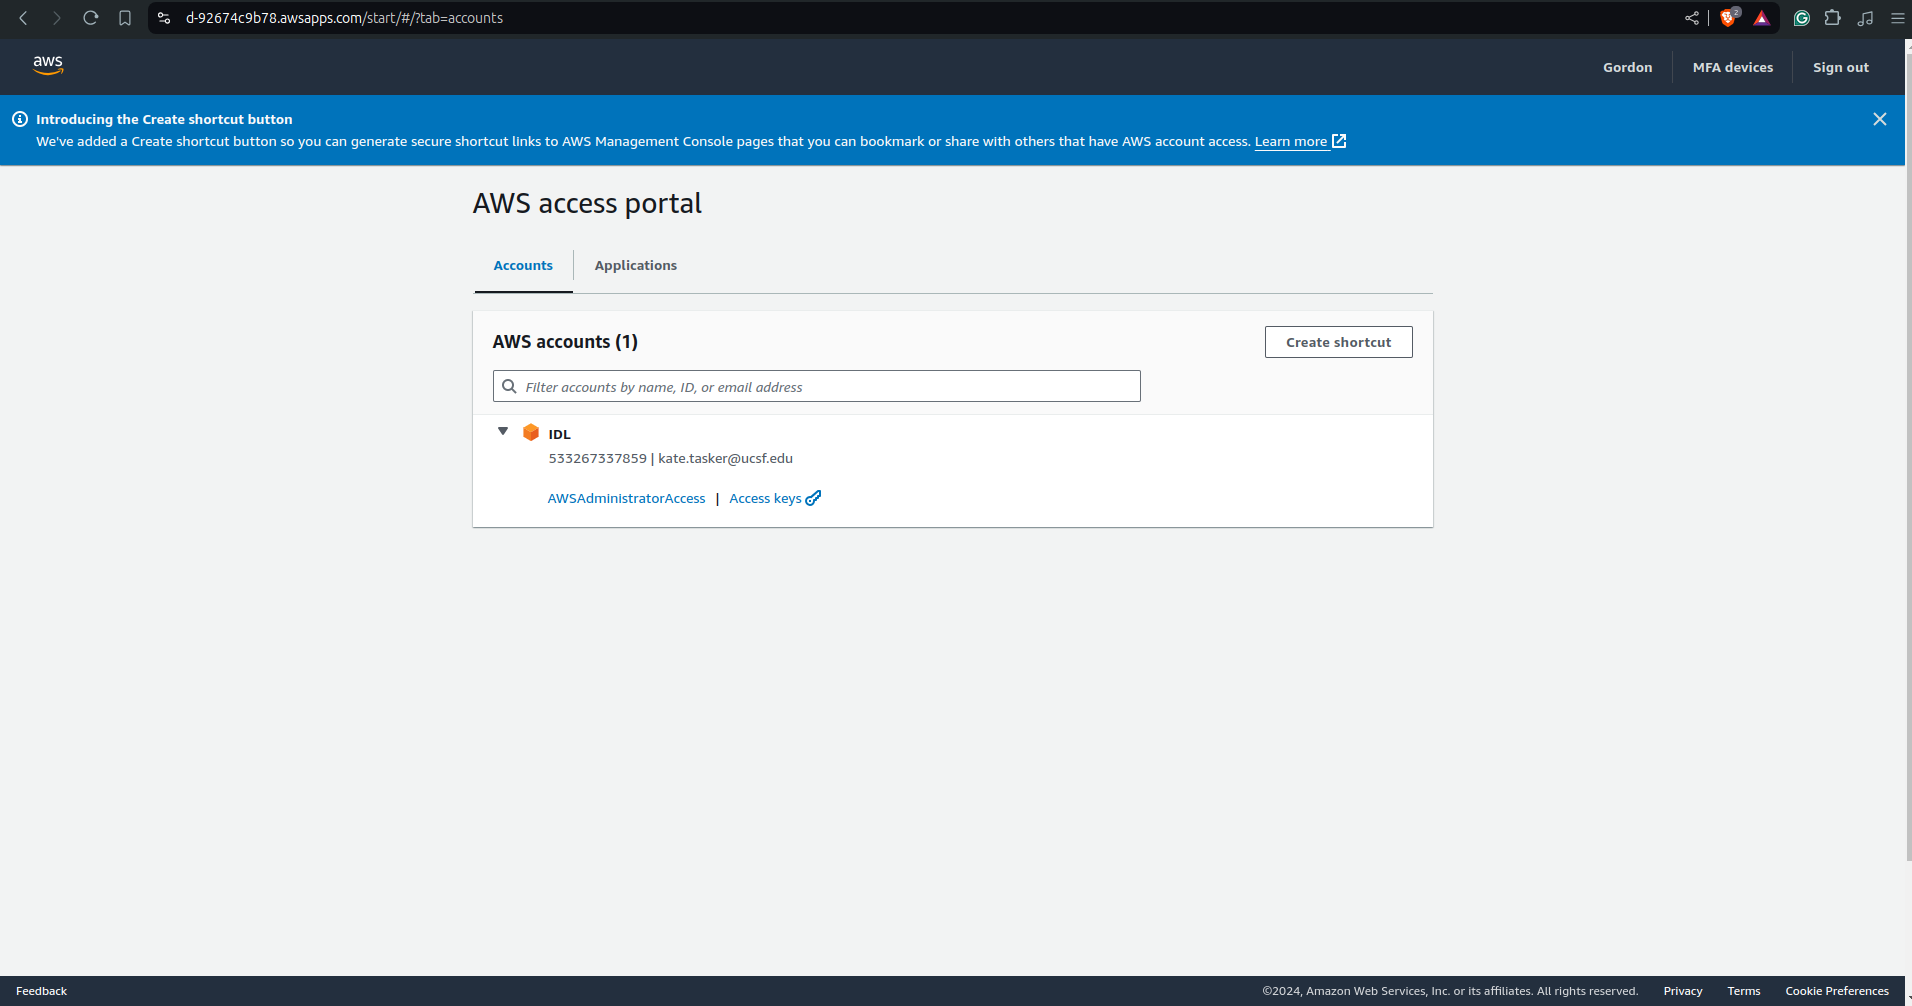 d-92674c9b78.awsapps.com/start/#/?tab=accounts
2
aws
Gordon
MFA devices
Sign out
Introducing the Create shortcut button
We've added a Create shortcut button so you can generate secure shortcut links to AWS Management Console pages that you can bookmark or share with others that have AWS account access. Learn more
AWS access portal
Accounts
Applications
AWS accounts (1)
Create shortcut
Filter accounts by name, ID, or email address
IDL
533267337859 | kate.tasker@ucsf.edu
AWSAdministratorAccess | Access keys
Feedback
©2024, Amazon Web Services, Inc. or its affiliates. All rights reserved.
Privacy
Terms
Cookie Preferences